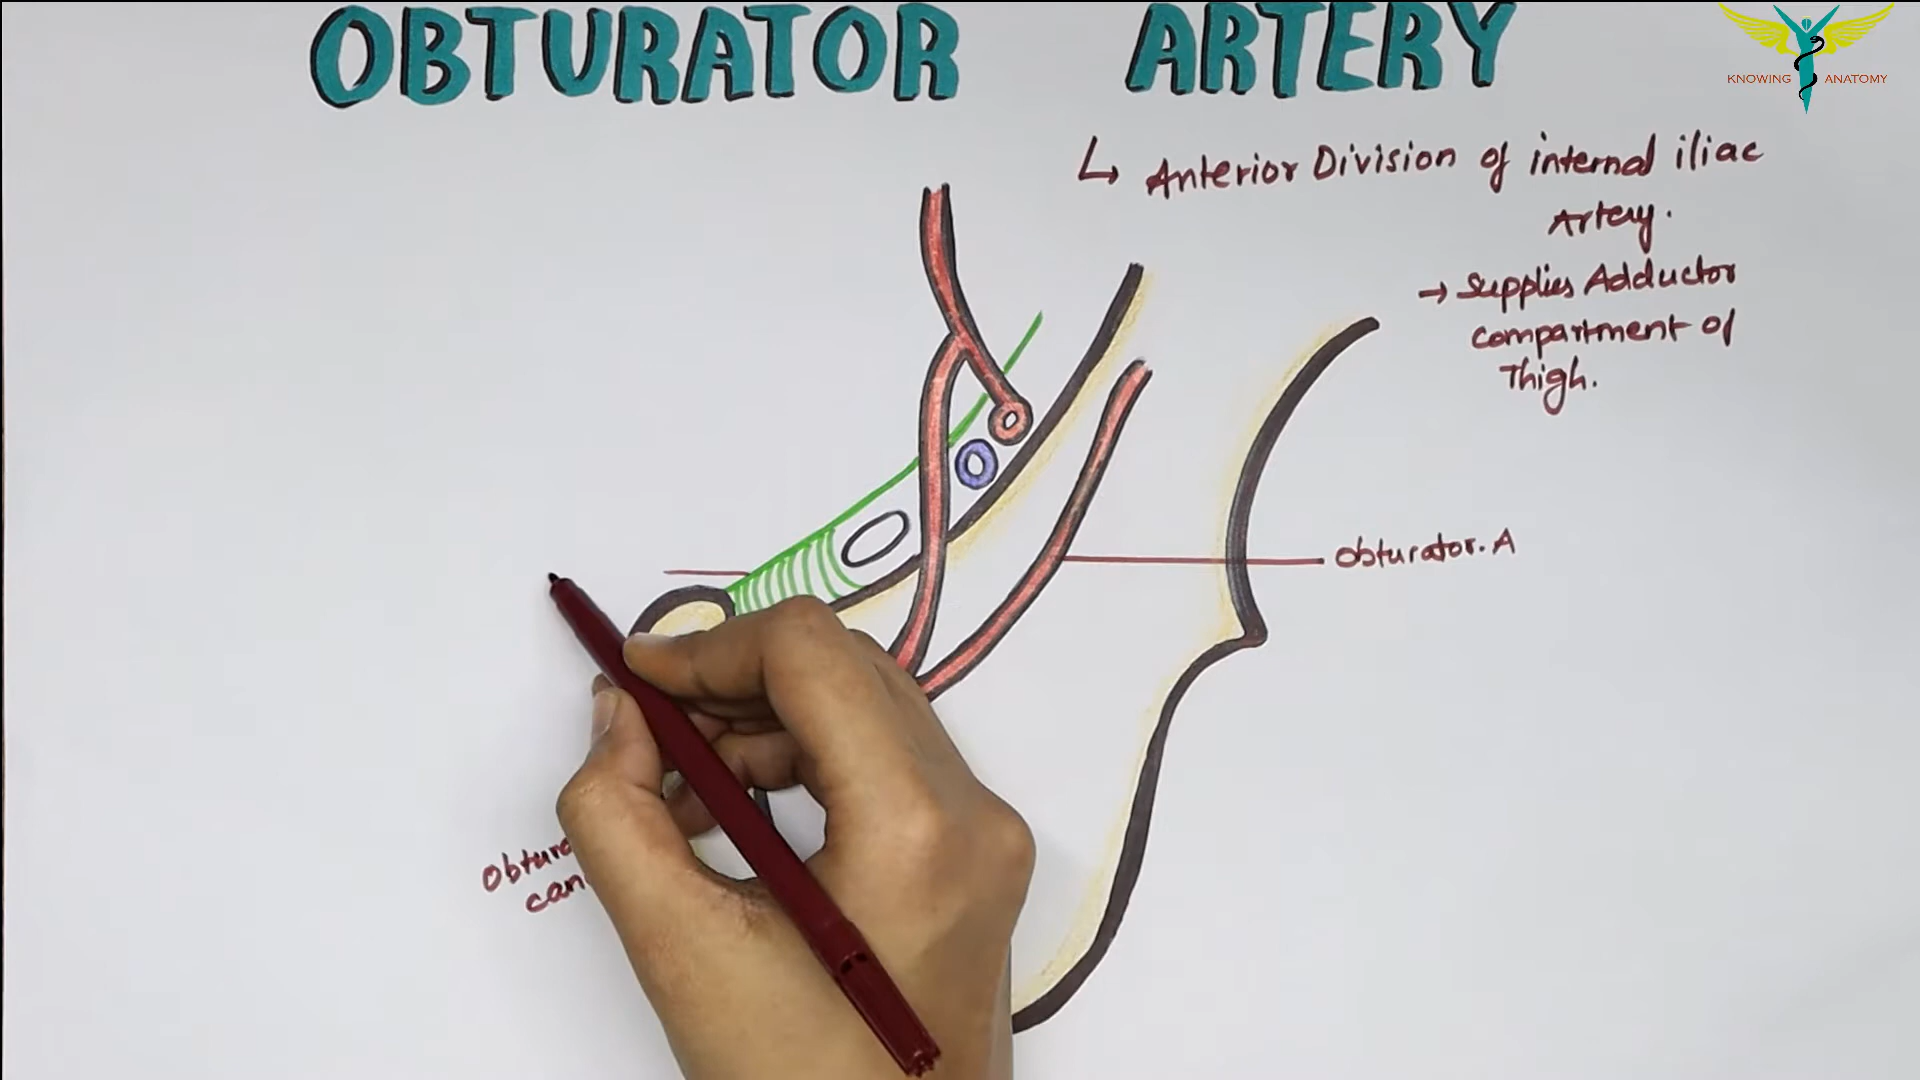 OBTURATOR ARTERY
KNOWING ANATOMY
↳ Anterior Division of internal iliac
Artery.
→ Supplies Adductor
compartment of
Thigh.
Obturator.A